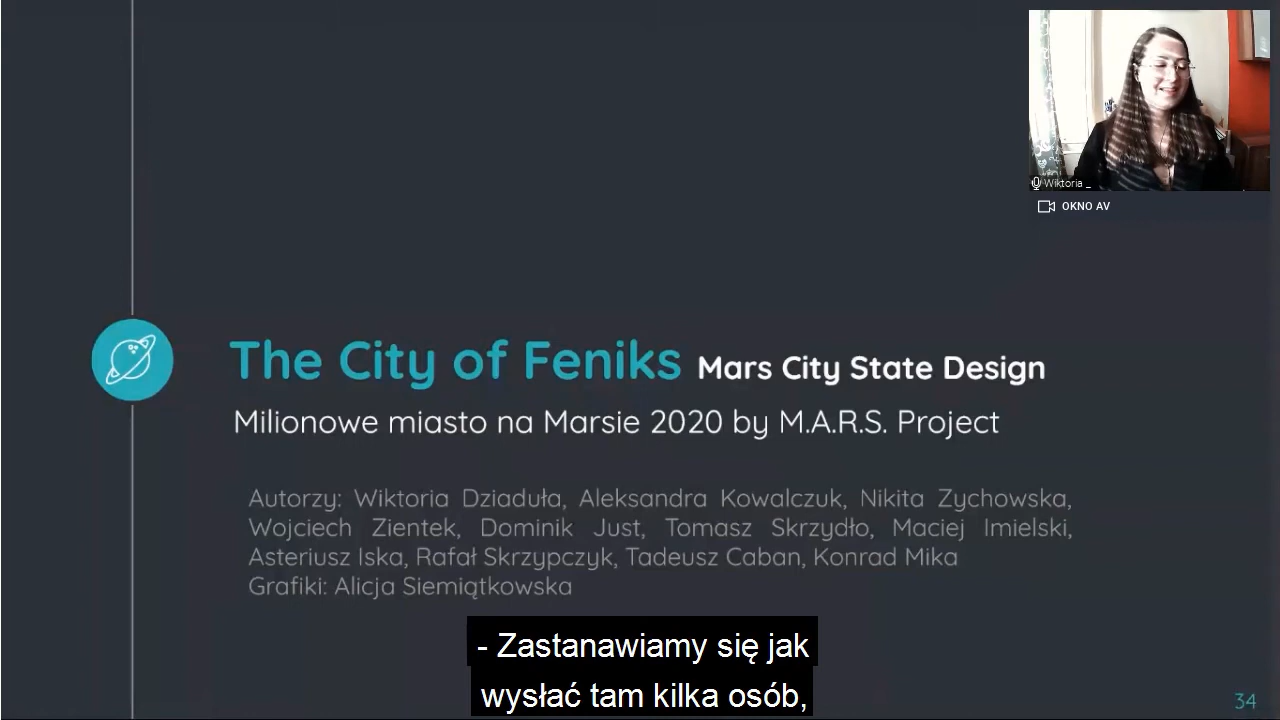 Wiktoria _
OKNO AV
The City of Feniks Mars City State Design
Milionowe miasto na Marsie 2020 by M.A.R.S. Project
Autorzy: Wiktoria Dziaduła, Aleksandra Kowalczuk, Nikita Zychowska,
Wojciech Zientek, Dominik Just, Tomasz Skrzydło, Maciej Imielski,
Asteriusz Iska, Rafał Skrzypczyk, Tadeusz Caban, Konrad Mika
Grafiki: Alicja Siemiątkowska
- Zastanawiamy się jak
wysłać tam kilka osób,
34